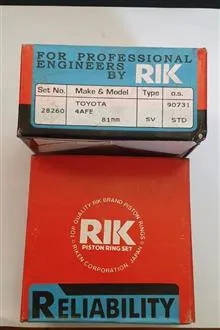 FOR PROFESSIONAL
ENGINEERS
BY RIK
Set No. Make & Model Type o.s.
28260 TOYOTA 90731
4AFE
81mm SV STD
TOP QUALITY RIK BRAND PISTON RINGS
RIK
PISTON RING SET
RIKEN CORPORATION, JAPAN
RELIABILITY